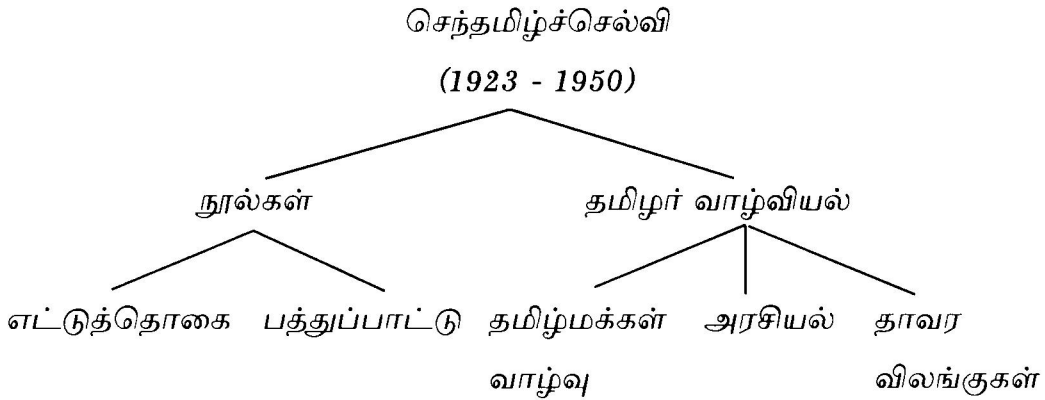 செந்தமிழ்ச்செல்வி
(1923 - 1950)
நூல்கள் தமிழர் வாழ்வியல்
எட்டுத்தொகை பத்துப்பாட்டு தமிழ்மக்கள் அரசியல் தாவர
வாழ்வு விலங்குகள்